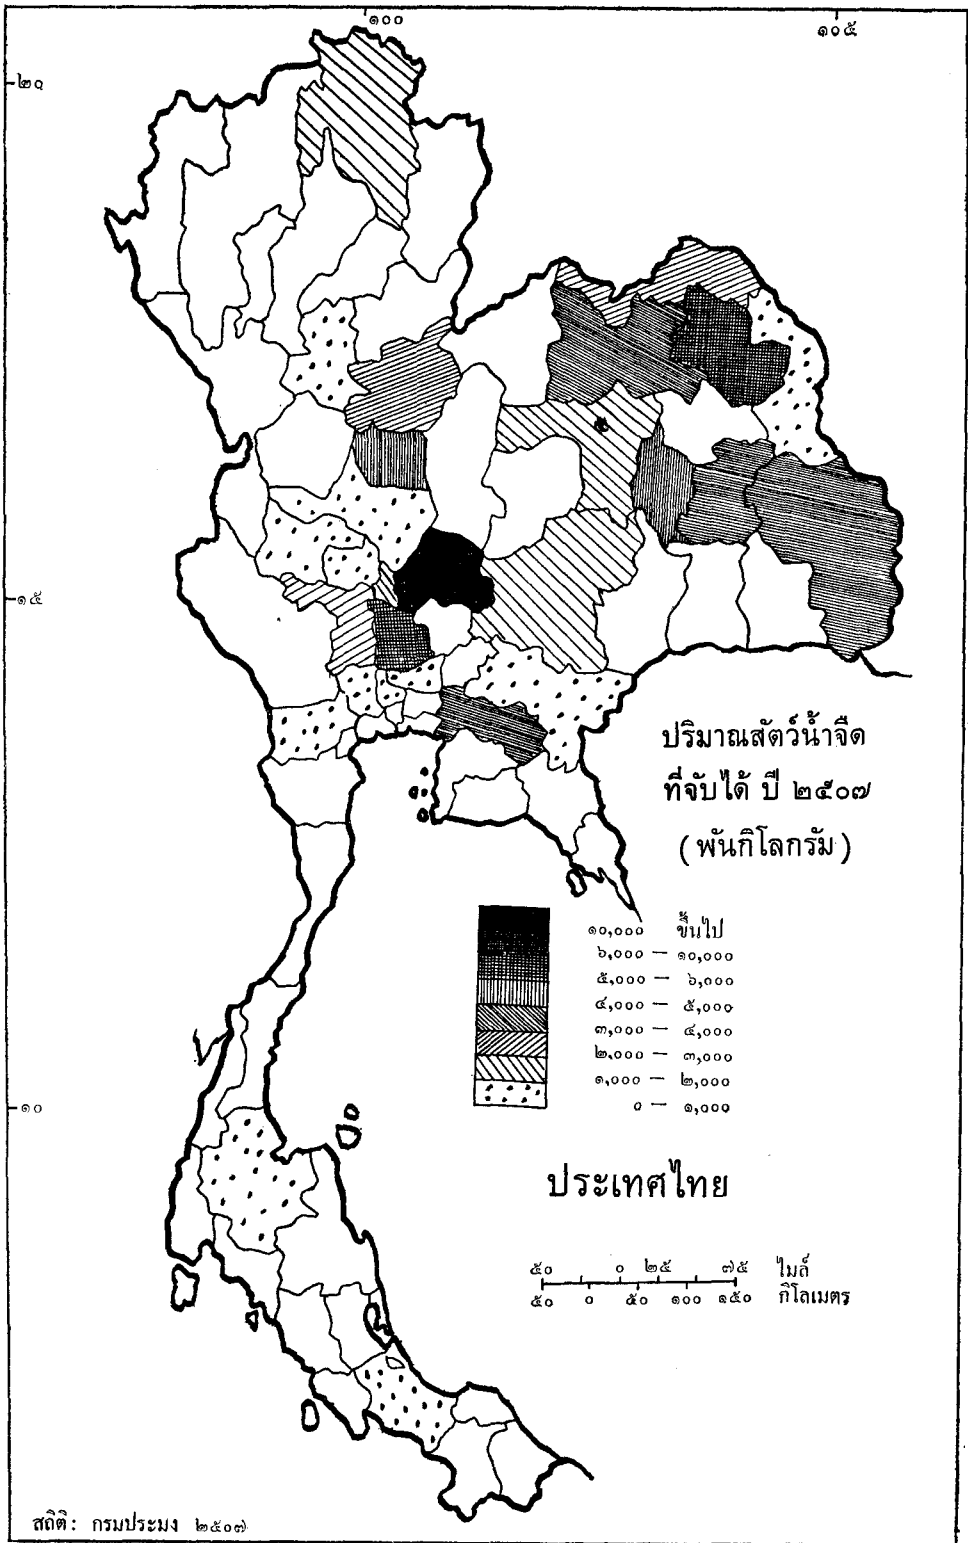 ๑๐๐ ๑๐๕
๒๐
๑๕
๑๐
ปริมาณสัตว์น้ำจืด
ที่จับได้ ปี ๒๕๐๗
(พันกิโลกรัม)
๑๐,๐๐๐ ขึ้นไป
๖,๐๐๐ — ๑๐,๐๐๐
๕,๐๐๐ — ๖,๐๐๐
๔,๐๐๐ — ๕,๐๐๐
๓,๐๐๐ — ๔,๐๐๐
๒,๐๐๐ — ๓,๐๐๐
๑,๐๐๐ — ๒,๐๐๐
๐ — ๑,๐๐๐
ประเทศไทย
๕๐ ๐ ๒๕ ๗๕ ไมล์
๕๐ ๐ ๕๐ ๑๐๐ ๑๕๐ กิโลเมตร
สถิติ: กรมประมง ๒๕๐๗